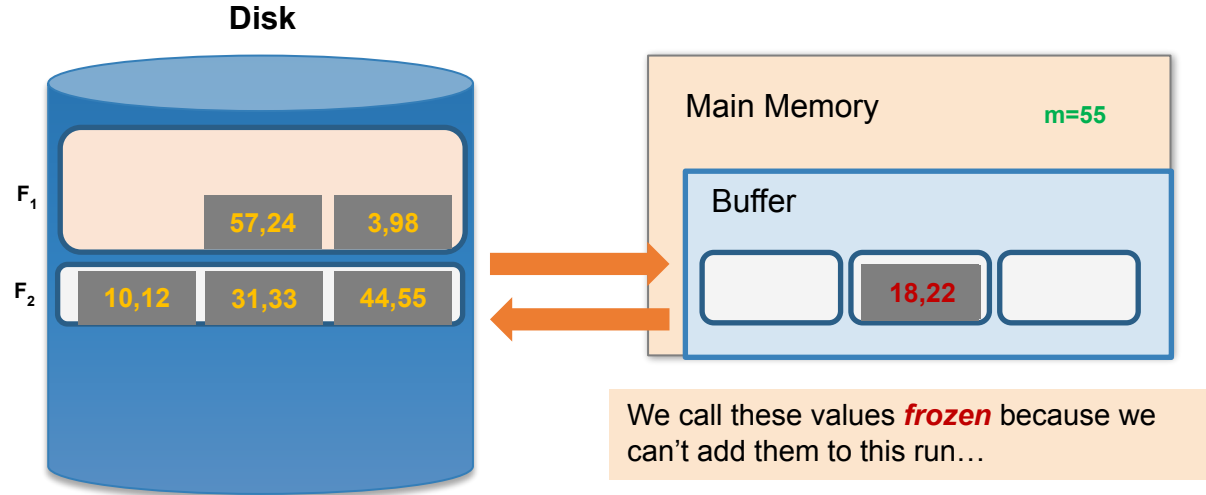 Disk
Main Memory
m=55
F1
57,24
3,98
Buffer
F2
10,12
31,33
44,55
18,22
We call these values frozen because we
can’t add them to this run…